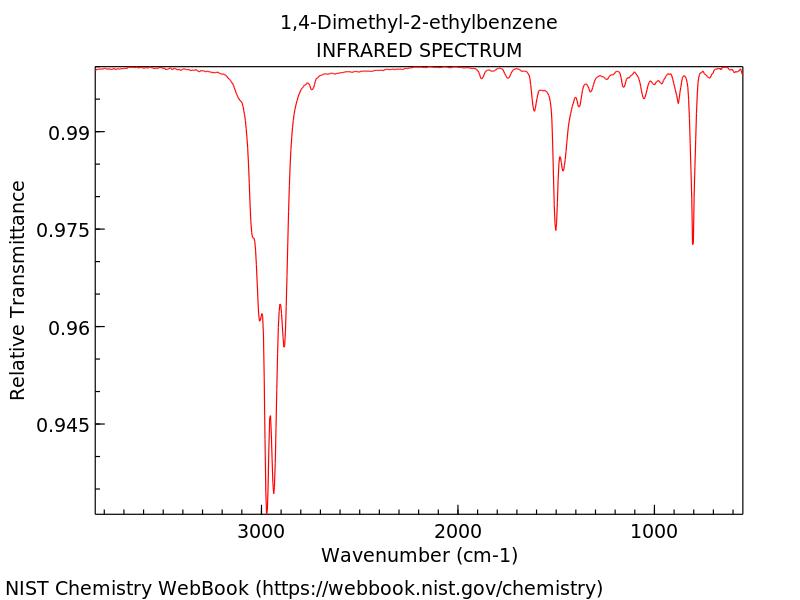 1,4-Dimethyl-2-ethylbenzene
INFRARED SPECTRUM
0.99
0.975
0.96
0.945
Relative Transmittance
3000 2000 1000
Wavenumber (cm-1)
NIST Chemistry WebBook (https://webbook.nist.gov/chemistry)